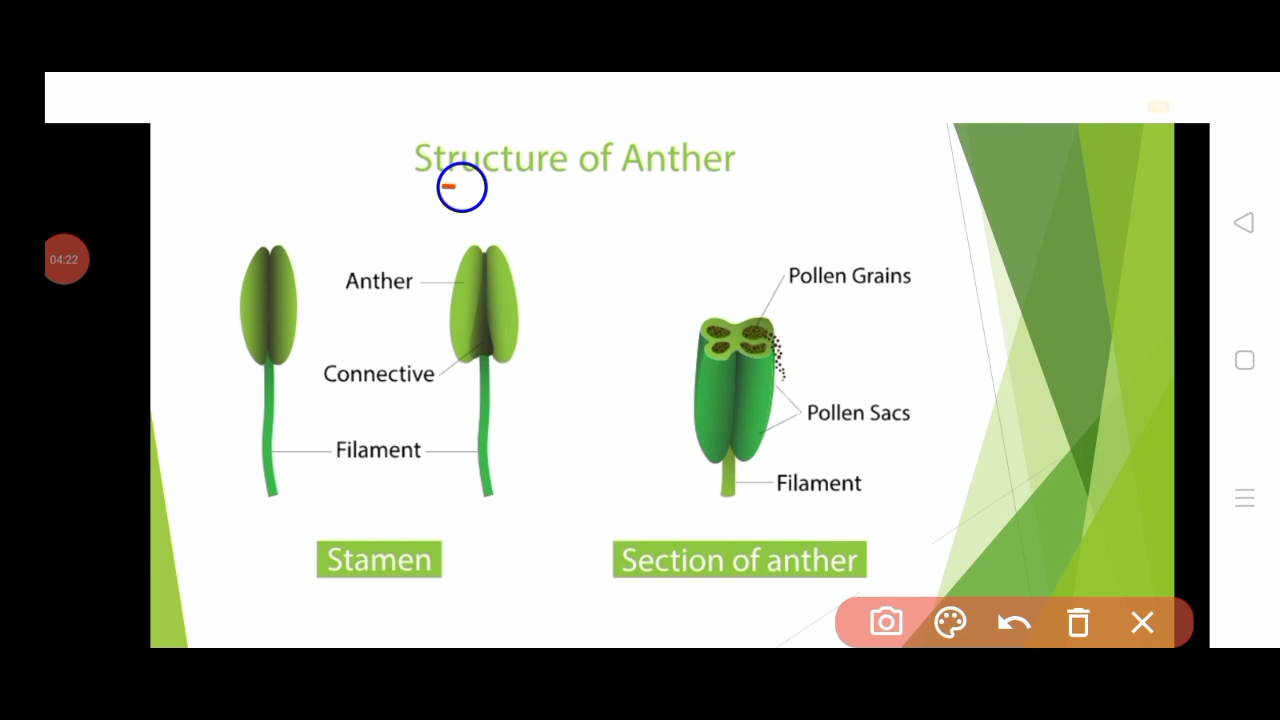 Structure of Anther
04:22
Anther
Connective
Filament
Stamen
Pollen Grains
Pollen Sacs
Filament
Section of anther